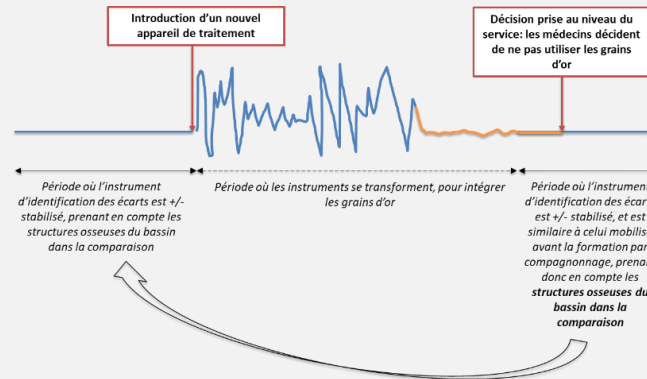 Introduction d'un nouvel
appareil de traitement
Décision prise au niveau du
service: les médecins décident
de ne pas utiliser les grains
d'or
Période où l'instrument
d'identification des écarts est +/-
stabilisé, prenant en compte les
structures osseuses du bassin
dans la comparaison
Période où les instruments se transforment, pour intégrer
les grains d'or
Période où l'instrument
d'identification des écar
est +/- stabilisé, et est
similaire à celui mobilis
avant la formation par
compagnonnage, prenan
donc en compte les
structures osseuses du
bassin dans la
comparaison